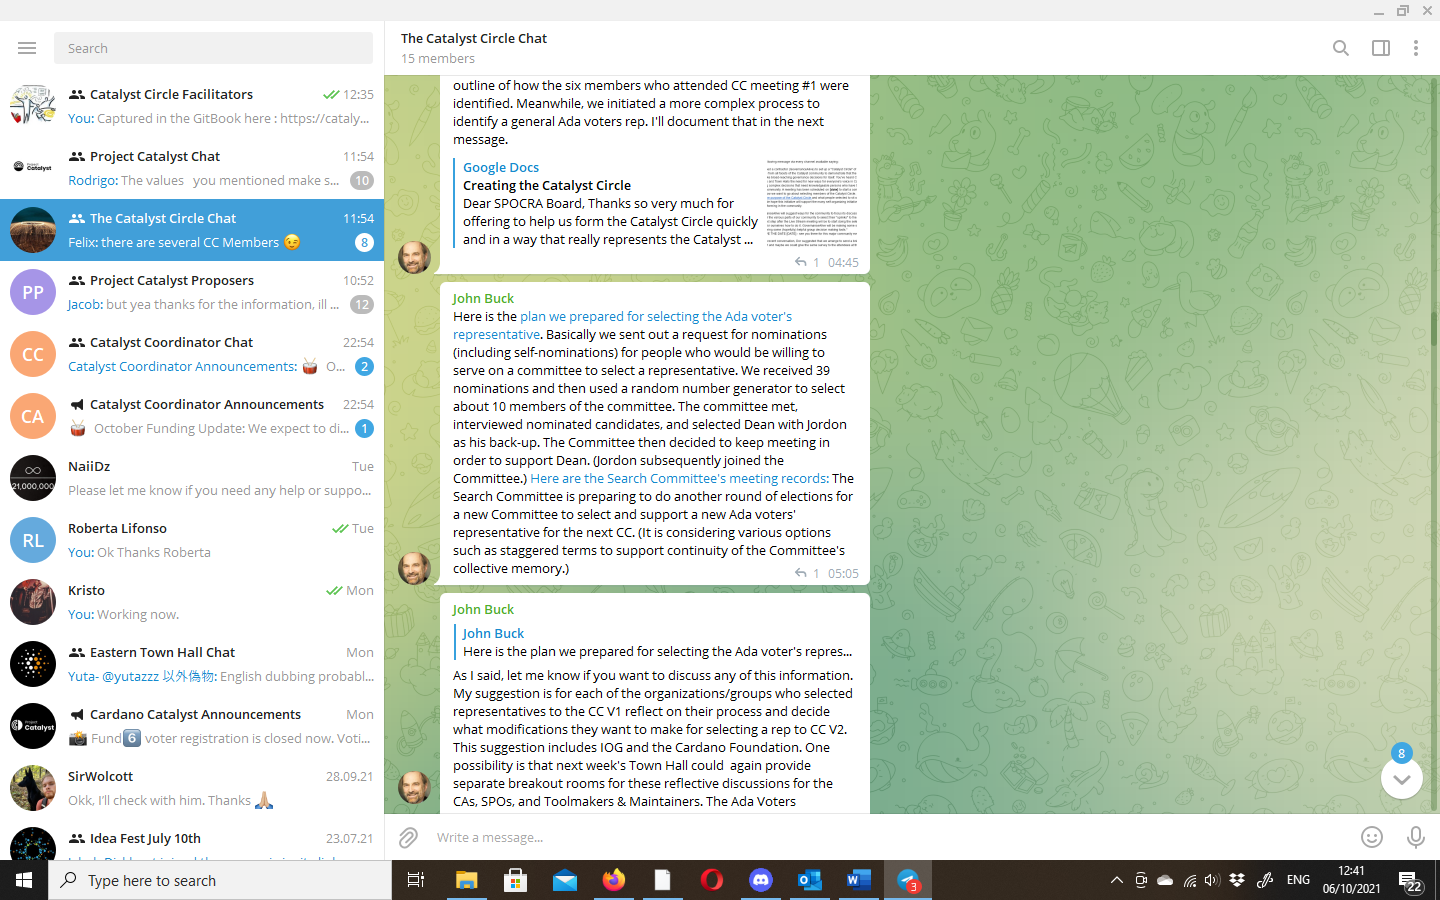 Search
Catalyst Circle Facilitators 12:35
You: Captured in the GitBook here : https://cataly...
Project Catalyst Chat 11:54
Rodrigo: The values you mentioned make s... 10
The Catalyst Circle Chat 11:54
Felix: there are several CC Members 😉 8
PP
Project Catalyst Proposers 10:52
Jacob: but yea thanks for the information, ill ... 12
CC
Catalyst Coordinator Chat 22:54
Catalyst Coordinator Announcements: 🥁 O... 2
CA
Catalyst Coordinator Announcements 22:54
🥁 October Funding Update: We expect to di... 1
21,000,000
NaiiDz Tue
Please let me know if you need any help or suppo...
RL
Roberta Lifonso Tue
You: Ok Thanks Roberta
Kristo Mon
You: Working now.
Eastern Town Hall Chat Mon
Yuta- @yutazzz 以外偽物: English dubbing probabl...
Catalyst
Cardano Catalyst Announcements Mon
📸 Fund6️⃣ voter registration is closed now. Voti...
SirWolcott 28.09.21
Okk, I'll check with him. Thanks 🙏🏼
Idea Fest July 10th 23.07.21
The Catalyst Circle Chat
15 members
outline of how the six members who attended CC meeting #1 were
identified. Meanwhile, we initiated a more complex process to
identify a general Ada voters rep. I'll document that in the next
message.
Google Docs
Creating the Catalyst Circle
Dear SPOCRA Board, Thanks so very much for
offering to help us form the Catalyst Circle quickly
and in a way that really represents the Catalyst ...
1 04:45
John Buck
Here is the plan we prepared for selecting the Ada voter's
representative. Basically we sent out a request for nominations
(including self-nominations) for people who would be willing to
serve on a committee to select a representative. We received 39
nominations and then used a random number generator to select
about 10 members of the committee. The committee met,
interviewed nominated candidates, and selected Dean with Jordon
as his back-up. The Committee then decided to keep meeting in
order to support Dean. (Jordon subsequently joined the
Committee.) Here are the Search Committee's meeting records: The
Search Committee is preparing to do another round of elections for
a new Committee to select and support a new Ada voters'
representative for the next CC. (It is considering various options
such as staggered terms to support continuity of the Committee's
collective memory.)
1 05:05
John Buck
John Buck
Here is the plan we prepared for selecting the Ada voter's repres...
As I said, let me know if you want to discuss any of this information.
My suggestion is for each of the organizations/groups who selected
representatives to the CC V1 reflect on their process and decide
what modifications they want to make for selecting a rep to CC V2.
This suggestion includes IOG and the Cardano Foundation. One
possibility is that next week's Town Hall could again provide
separate breakout rooms for these reflective discussions for the
CAs, SPOs, and Toolmakers & Maintainers. The Ada Voters
8
Write a message...
Type here to search
3
ENG
12:41
06/10/2021
22